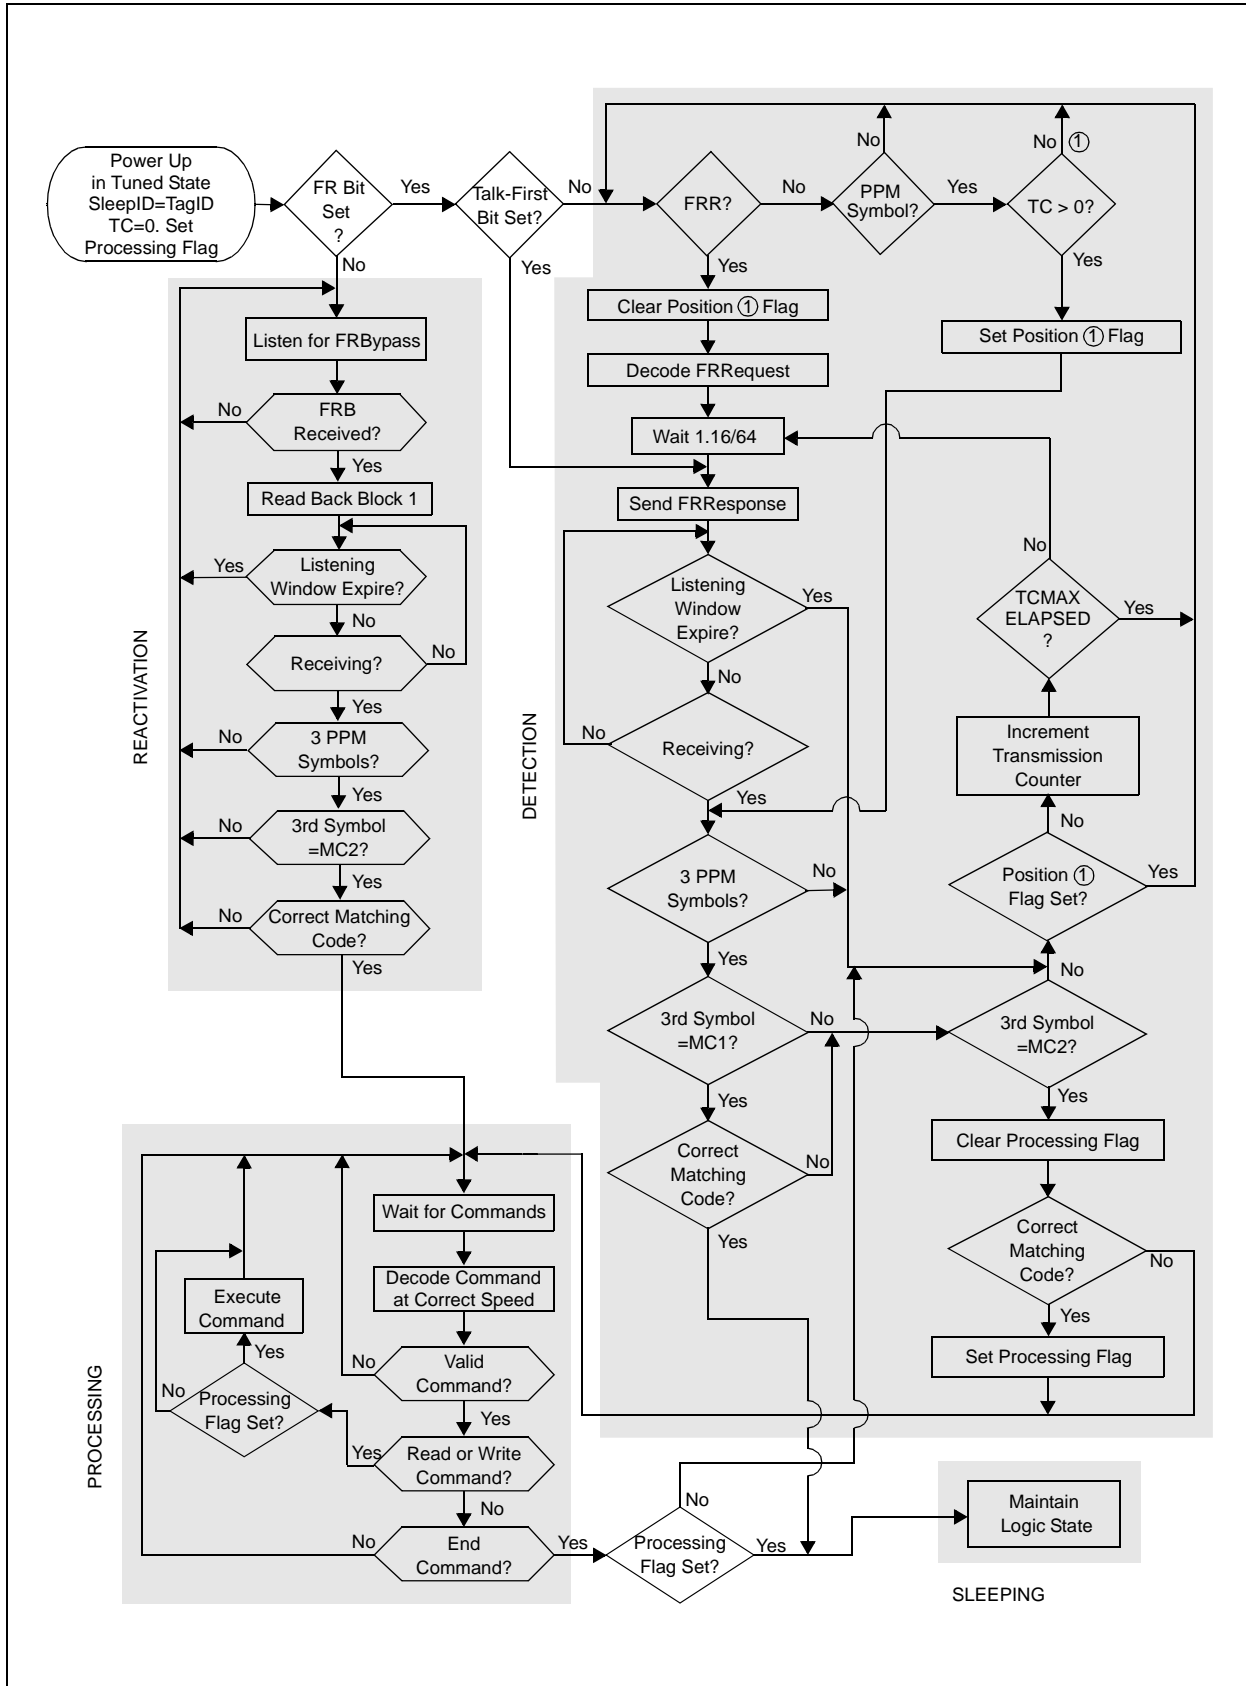 Power Up
in Tuned State
SleepID=TagID
TC=0. Set
Processing Flag
FR Bit
Set
?
Yes
No
Talk-First
Bit Set?
No
Yes
FRR?
No
Yes
PPM
Symbol?
No
Yes
TC > 0?
No ①
Yes
Clear Position ① Flag
Set Position ① Flag
Decode FRRequest
Wait 1.16/64
Send FRResponse
Listening
Window
Expire?
Yes
No
Receiving?
No
Yes
3 PPM
Symbols?
No
Yes
3rd Symbol
=MC1?
No
Yes
Correct
Matching
Code?
No
Yes
TCMAX
ELAPSED
?
No
Yes
Increment
Transmission
Counter
No
Position ①
Flag Set?
Yes
No
3rd Symbol
=MC2?
Yes
Clear Processing Flag
Correct
Matching
Code?
No
Yes
Set Processing Flag
DETECTION
Listen for FRBypass
FRB
Received?
No
Yes
Read Back Block 1
Listening
Window Expire?
Yes
No
Receiving?
No
Yes
3 PPM
Symbols?
No
Yes
3rd Symbol
=MC2?
No
Yes
Correct Matching
Code?
No
Yes
REACTIVATION
Wait for Commands
Decode Command
at Correct Speed
Valid
Command?
No
Yes
Read or Write
Command?
Yes
No
Processing
Flag Set?
No
Yes
Execute
Command
End
Command?
No
Yes
PROCESSING
Processing
Flag Set?
No
Yes
Maintain
Logic State
SLEEPING